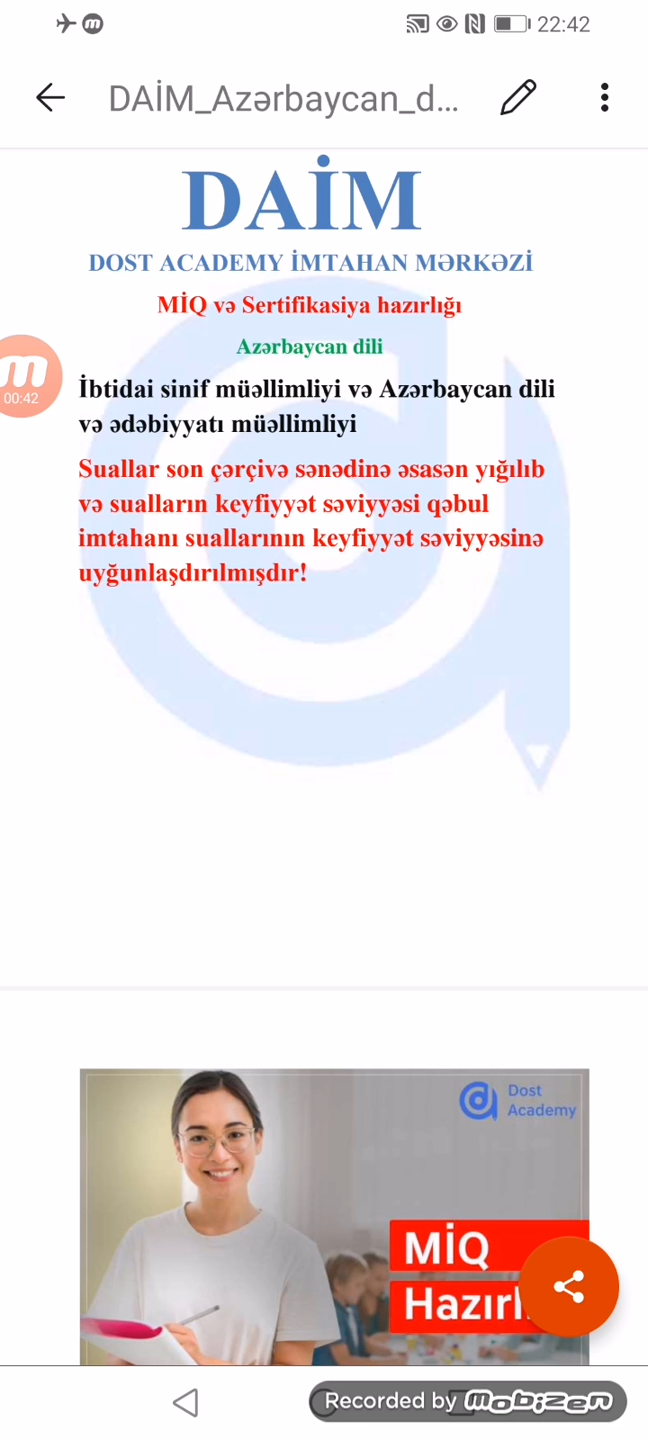 22:42
DAİM_Azərbaycan_d...
DAİM
DOST ACADEMY İMTAHAN MƏRKƏZİ
MİQ və Sertifikasiya hazırlığı
Azərbaycan dili
00:42
İbtidai sinif müəllimliyi və Azərbaycan dili
və ədəbiyyatı müəllimliyi
Suallar son çərçivə sənədinə əsasən yığılıb
və sualların keyfiyyət səviyyəsi qəbul
imtahanı suallarının keyfiyyət səviyyəsinə
uyğunlaşdırılmışdır!
Dost
Academy
MİQ
Recorded by mobizen